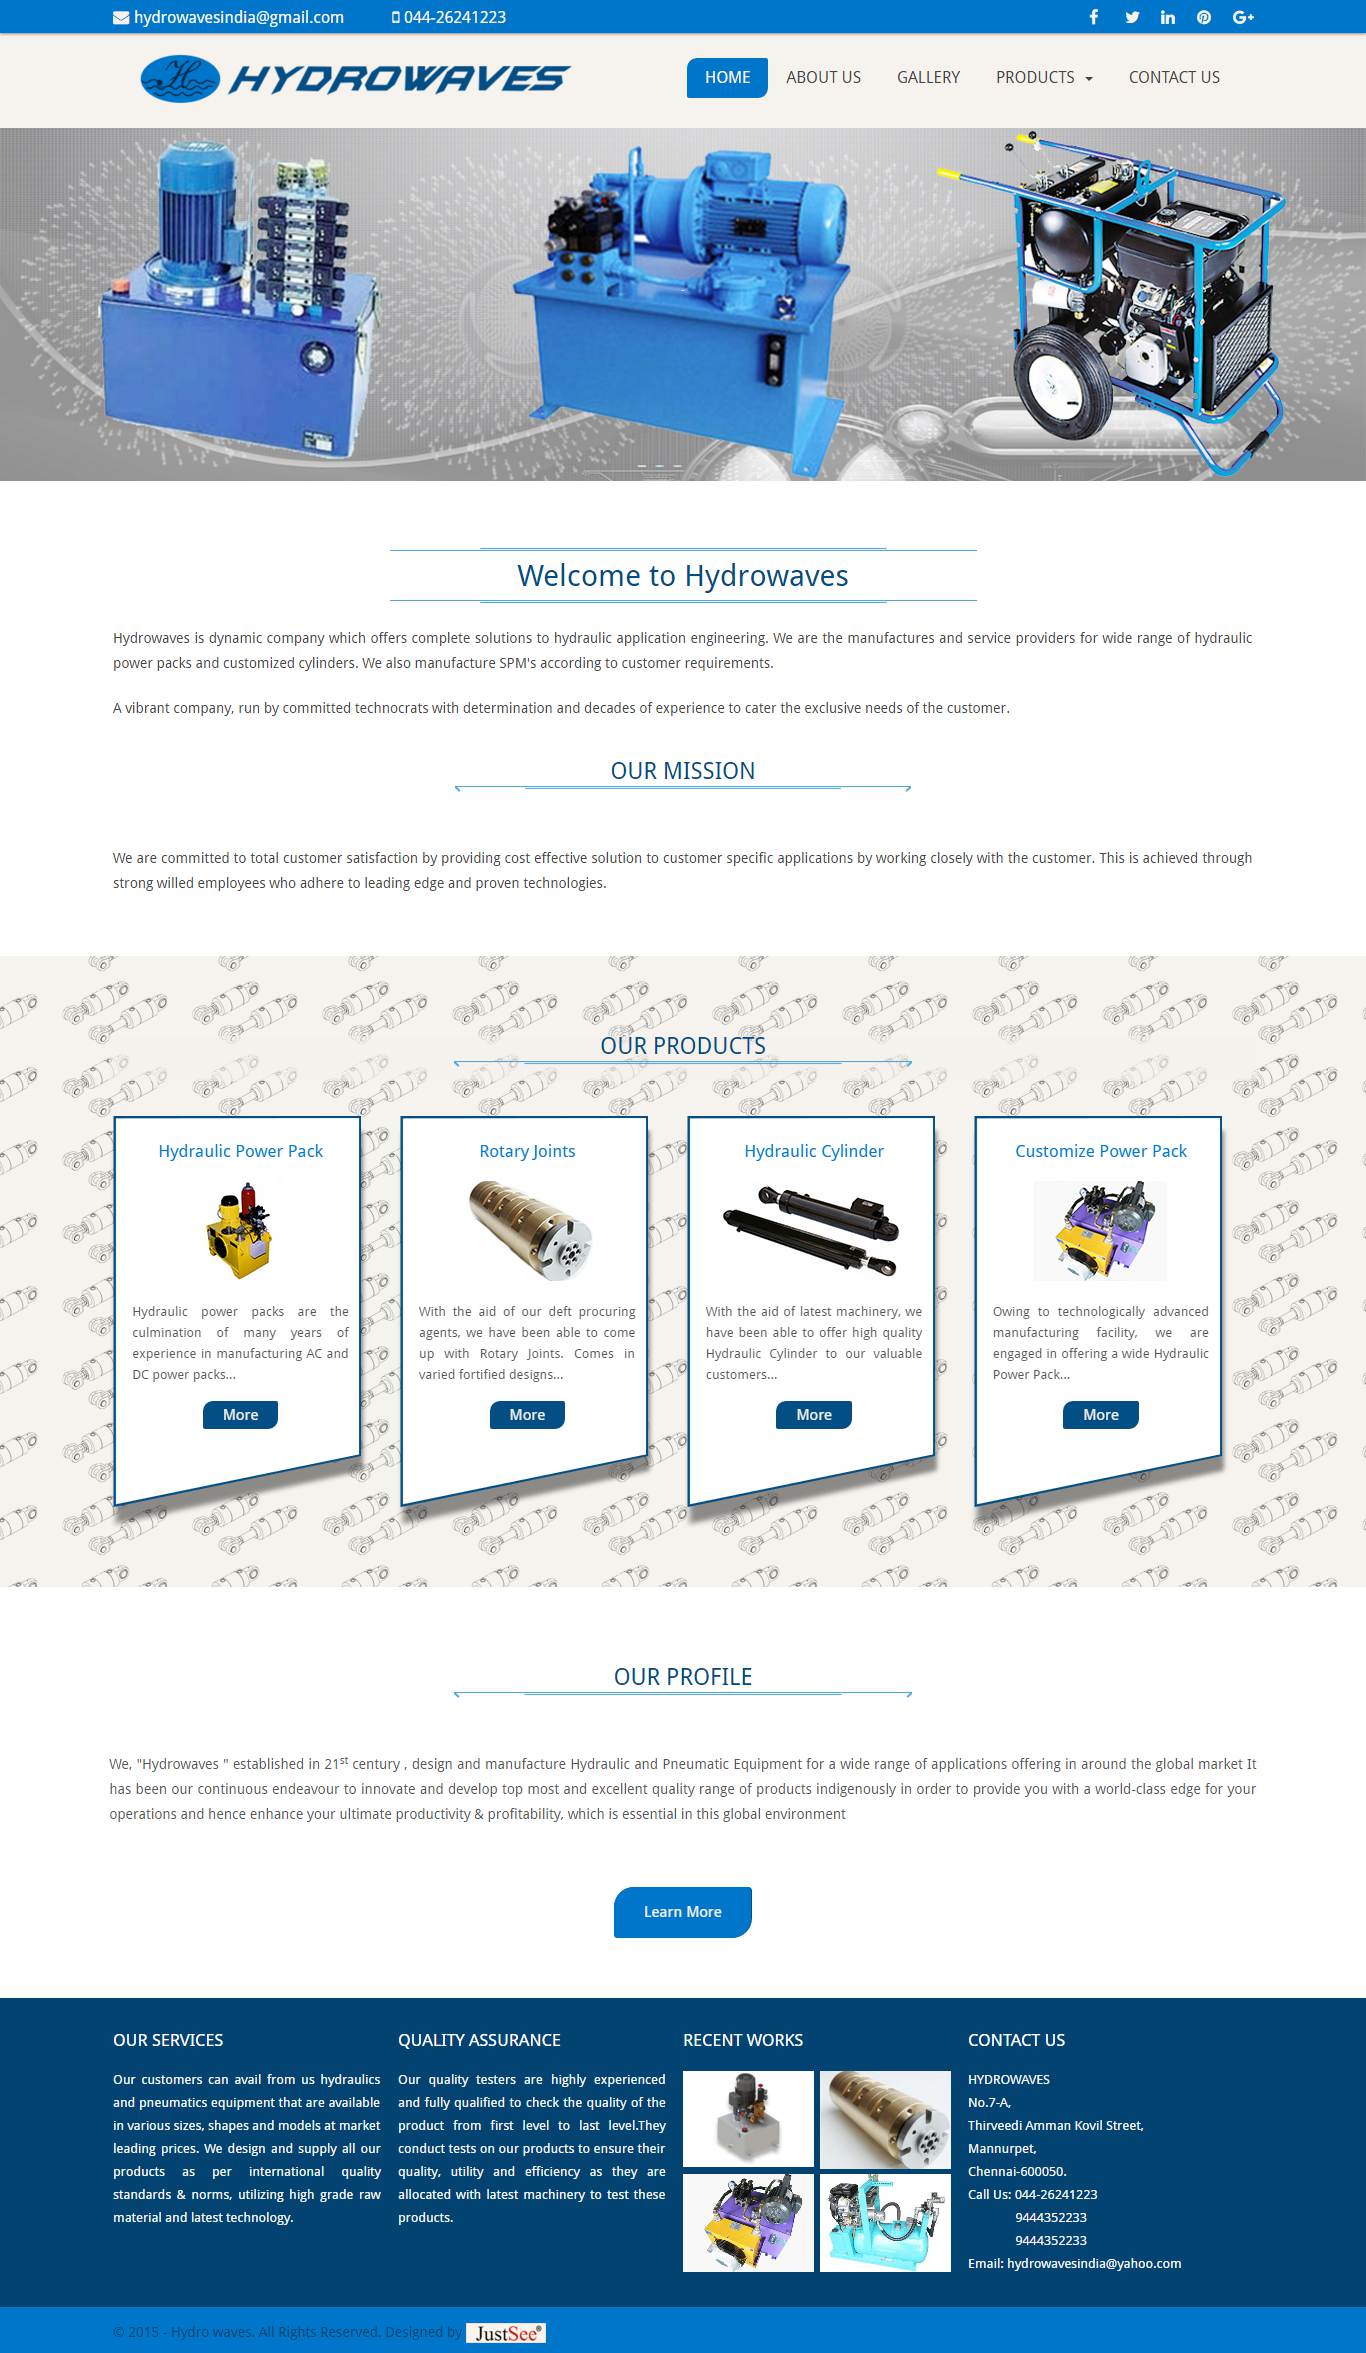 hydrowavesindia@gmail.com 044-26241223
HYDROWAVES
HOME ABOUT US GALLERY PRODUCTS CONTACT US
Welcome to Hydrowaves
Hydrowaves is dynamic company which offers complete solutions to hydraulic application engineering. We are the manufactures and service providers for wide range of hydraulic
power packs and customized cylinders. We also manufacture SPM's according to customer requirements.
A vibrant company, run by committed technocrats with determination and decades of experience to cater the exclusive needs of the customer.
OUR MISSION
We are committed to total customer satisfaction by providing cost effective solution to customer specific applications by working closely with the customer. This is achieved through
strong willed employees who adhere to leading edge and proven technologies.
OUR PRODUCTS
Hydraulic Power Pack
Hydraulic power packs are the
culmination of many years of
experience in manufacturing AC and
DC power packs...
More
Rotary Joints
With the aid of our deft procuring
agents, we have been able to come
up with Rotary Joints. Comes in
varied fortified designs...
More
Hydraulic Cylinder
With the aid of latest machinery, we
have been able to offer high quality
Hydraulic Cylinder to our valuable
customers...
More
Customize Power Pack
Owing to technologically advanced
manufacturing facility, we are
engaged in offering a wide Hydraulic
Power Pack...
More
OUR PROFILE
We, "Hydrowaves " established in 21st century , design and manufacture Hydraulic and Pneumatic Equipment for a wide range of applications offering in around the global market It
has been our continuous endeavour to innovate and develop top most and excellent quality range of products indigenously in order to provide you with a world-class edge for your
operations and hence enhance your ultimate productivity & profitability, which is essential in this global environment
Learn More
OUR SERVICES
Our customers can avail from us hydraulics
and pneumatics equipment that are available
in various sizes, shapes and models at market
leading prices. We design and supply all our
products as per international quality
standards & norms, utilizing high grade raw
material and latest technology.
QUALITY ASSURANCE
Our quality testers are highly experienced
and fully qualified to check the quality of the
product from first level to last level.They
conduct tests on our products to ensure their
quality, utility and efficiency as they are
allocated with latest machinery to test these
products.
RECENT WORKS
CONTACT US
HYDROWAVES
No.7-A,
Thirveedi Amman Kovil Street,
Mannurpet,
Chennai-600050.
Call Us: 044-26241223
9444352233
9444352233
Email: hydrowavesindia@yahoo.com
© 2015 - Hydro waves. All Rights Reserved. Designed by JustSee®